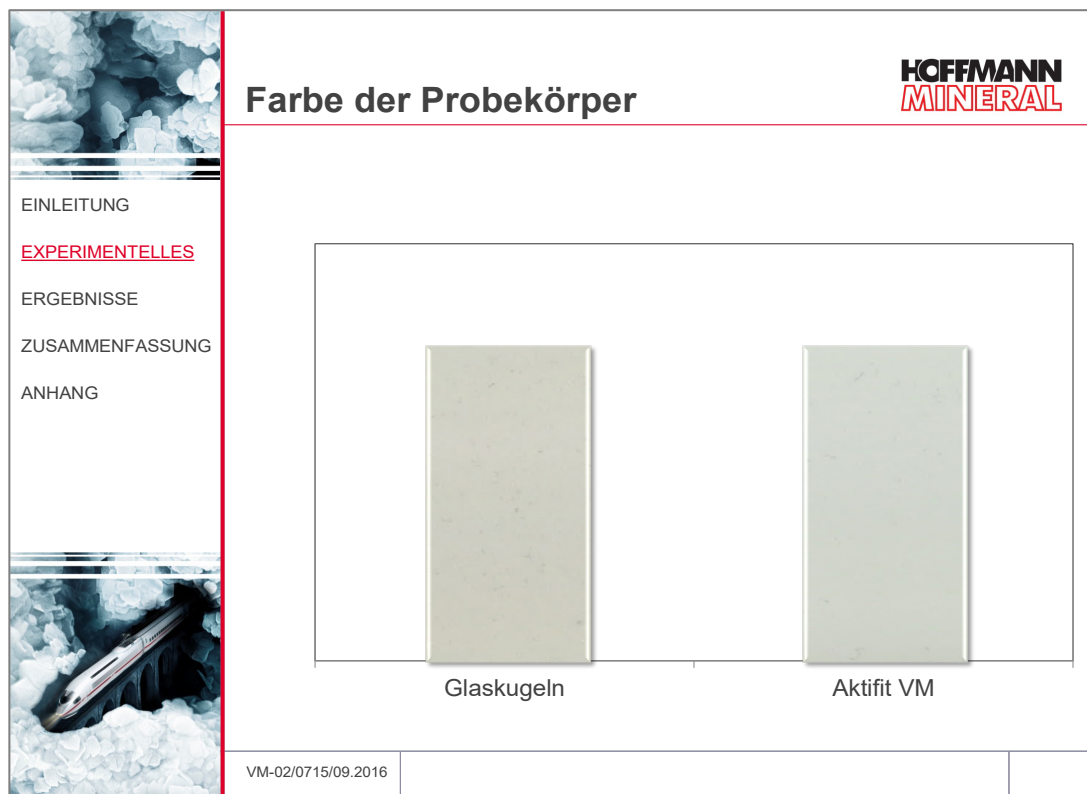 Farbe der Probekörper
HOFFMANN
MINERAL
EINLEITUNG
EXPERIMENTELLES
ERGEBNISSE
ZUSAMMENFASSUNG
ANHANG
Glaskugeln
Aktifit VM
VM-02/0715/09.2016